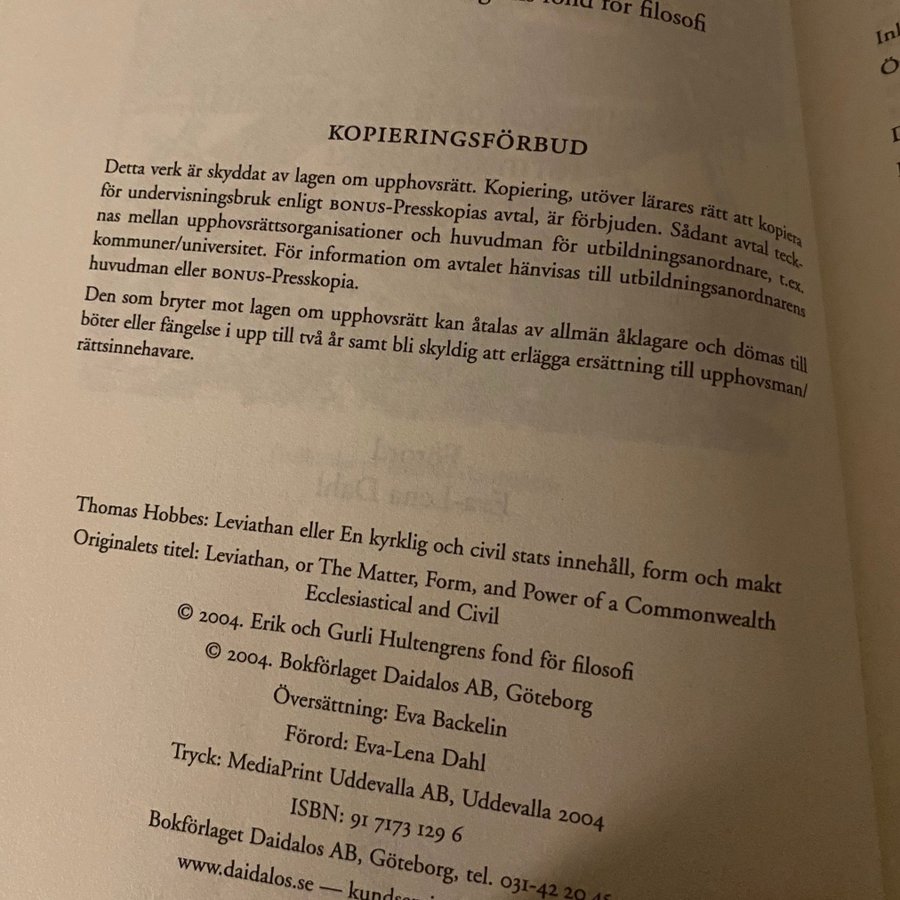 fond för filosofi
KOPIERINGSFÖRBUD
Detta verk är skyddat av lagen om upphovsrätt. Kopiering, utöver lärares rätt att kopiera
för undervisningsbruk enligt BONUS-Presskopias avtal, är förbjuden. Sådant avtal teck-
nas mellan upphovsrättsorganisationer och huvudman för utbildningsanordnare, t.ex.
kommuner/universitet. För information om avtalet hänvisas till utbildningsanordnarens
huvudman eller BONUS-Presskopia.
Den som bryter mot lagen om upphovsrätt kan åtalas av allmän åklagare och dömas till
böter eller fängelse i upp till två år samt bli skyldig att erlägga ersättning till upphovsman/
rättsinnehavare.
Thomas Hobbes: Leviathan eller En kyrklig och civil stats innehåll, form och makt
Originalets titel: Leviathan, or The Matter, Form, and Power of a Commonwealth
Ecclesiastical and Civil
© 2004. Erik och Gurli Hultengrens fond för filosofi
© 2004. Bokförlaget Daidalos AB, Göteborg
Översättning: Eva Backelin
Förord: Eva-Lena Dahl
Tryck: MediaPrint Uddevalla AB, Uddevalla 2004
ISBN: 91 7173 129 6
Bokförlaget Daidalos AB, Göteborg, tel. 031-42 20
www.daidalos.se —